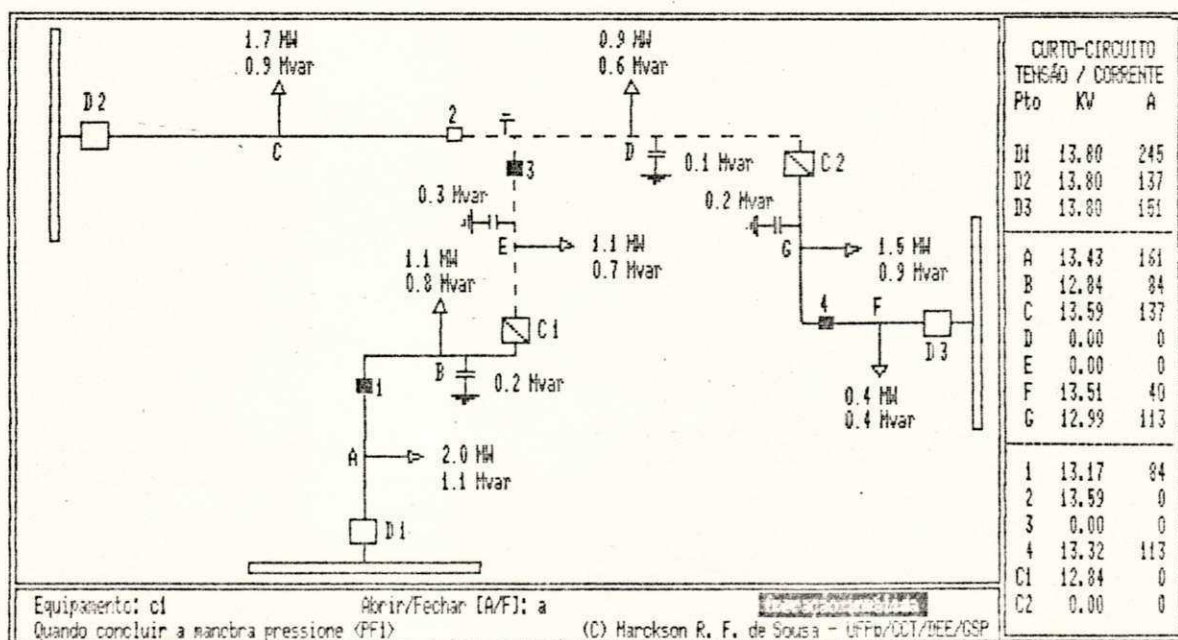 1.7 MW
0.9 Mvar
0.9 MW
0.6 Mvar
D2
C
2
3
D
0.1 Mvar
C2
0.3 Mvar
0.2 Mvar
E
1.1 MW
0.7 Mvar
G
1.5 MW
0.9 Mvar
1.1 MW
0.8 Mvar
C1
4
F
D3
B
0.2 Mvar
1
0.4 MW
0.4 Mvar
A
2.0 MW
1.1 Mvar
D1
CURTO-CIRCUITO
TENSÃO / CORRENTE
Pto KV A
D1 13.80 245
D2 13.80 137
D3 13.80 151
A 13.43 161
B 12.84 84
C 13.59 137
D 0.00 0
E 0.00 0
F 13.51 40
G 12.99 113
1 13.17 84
2 13.59 0
3 0.00 0
4 13.32 113
C1 12.84 0
C2 0.00 0
Equipamento: c1 Abrir/Fechar [A/F]: a
Quando concluir a manobra pressione <PF1> (C) Harckson R. F. de Sousa - UFPb/CCT/DEE/GSP